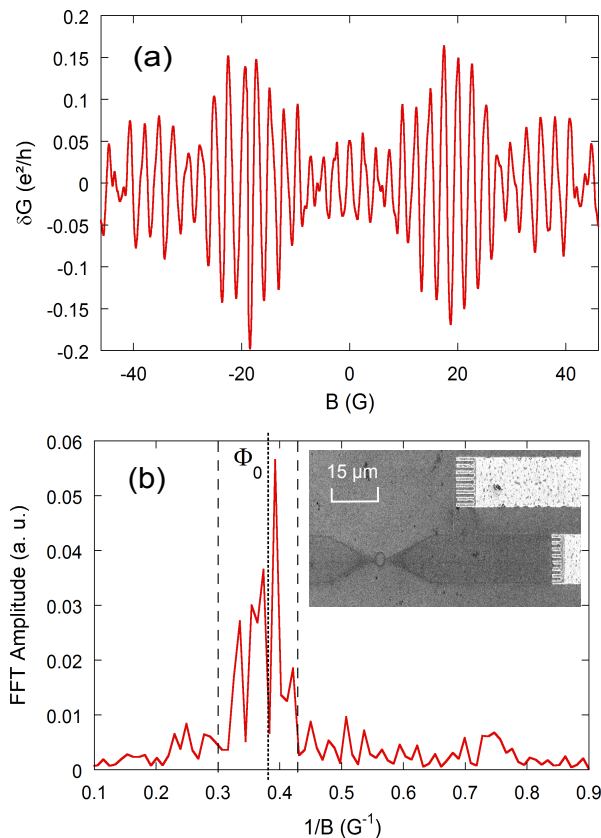 0.2
0.15
0.1
0.05
0
-0.05
-0.1
-0.15
-0.2
(a)
δG (e²/h)
-40 -20 0 20 40
B (G)
0.06
0.05
0.04
0.03
0.02
0.01
0
(b)
Φ0
15 µm
FFT Amplitude (a. u.)
0.1 0.2 0.3 0.4 0.5 0.6 0.7 0.8 0.9
1/B (G⁻¹)